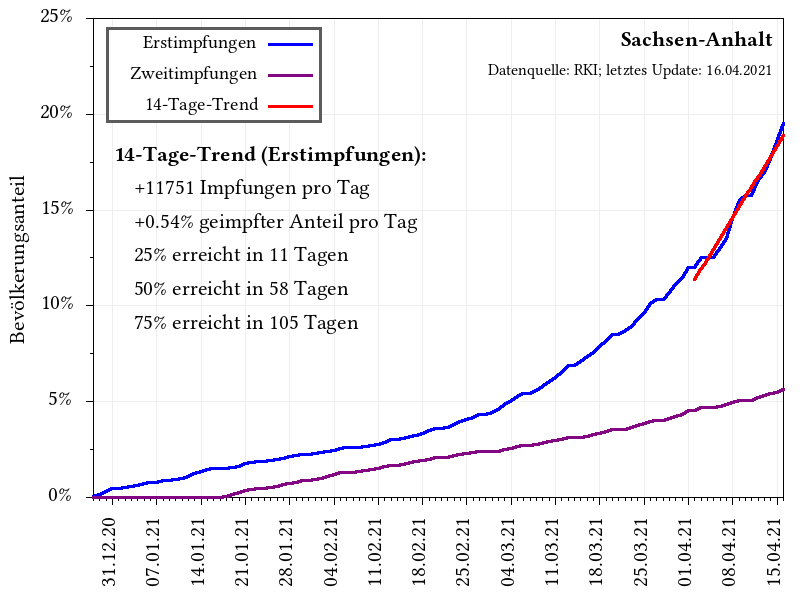 25%
20%
15%
10%
5%
0%
Bevölkerungsanteil
Erstimpfungen
Zweitimpfungen
14-Tage-Trend
Sachsen-Anhalt
Datenquelle: RKI; letztes Update: 16.04.2021
14-Tage-Trend (Erstimpfungen):
+11751 Impfungen pro Tag
+0.54% geimpfter Anteil pro Tag
25% erreicht in 11 Tagen
50% erreicht in 58 Tagen
75% erreicht in 105 Tagen
31.12.20
07.01.21
14.01.21
21.01.21
28.01.21
04.02.21
11.02.21
18.02.21
25.02.21
04.03.21
11.03.21
18.03.21
25.03.21
01.04.21
08.04.21
15.04.21